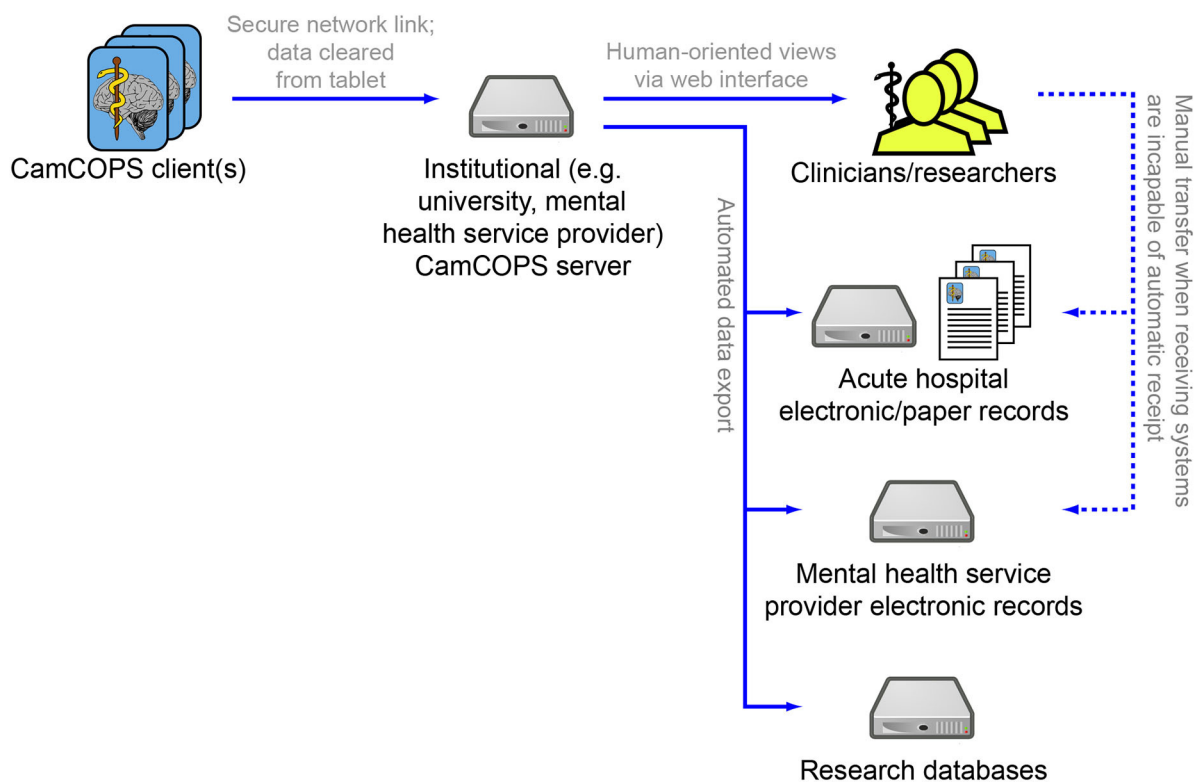 Secure network link;
data cleared
from tablet
Human-oriented views
via web interface
CamCOPS client(s)
Institutional (e.g.
university, mental
health service provider)
CamCOPS server
Clinicians/researchers
Automated data export
Manual transfer when receiving systems
are incapable of automatic receipt
Acute hospital
electronic/paper records
Mental health service
provider electronic records
Research databases